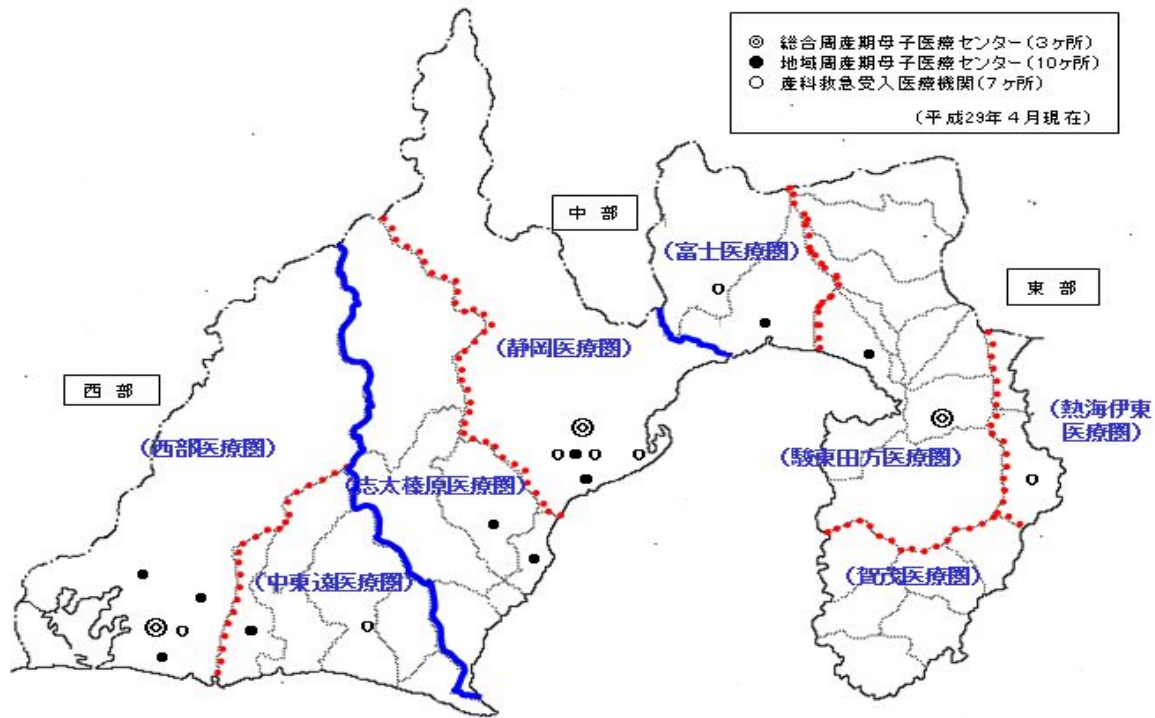 ◎ 総合周産期母子医療センター(3ヶ所)
● 地域周産期母子医療センター(10ヶ所)
○ 産科救急受入医療機関(7ヶ所)
(平成29年4月現在)
中 部
(富士医療圏)
東 部
(静岡医療圏)
西 部
(熱海伊東
医療圏)
(西部医療圏)
(駿東田方医療圏)
(志太榛原医療圏)
(中東遠医療圏)
(賀茂医療圏)